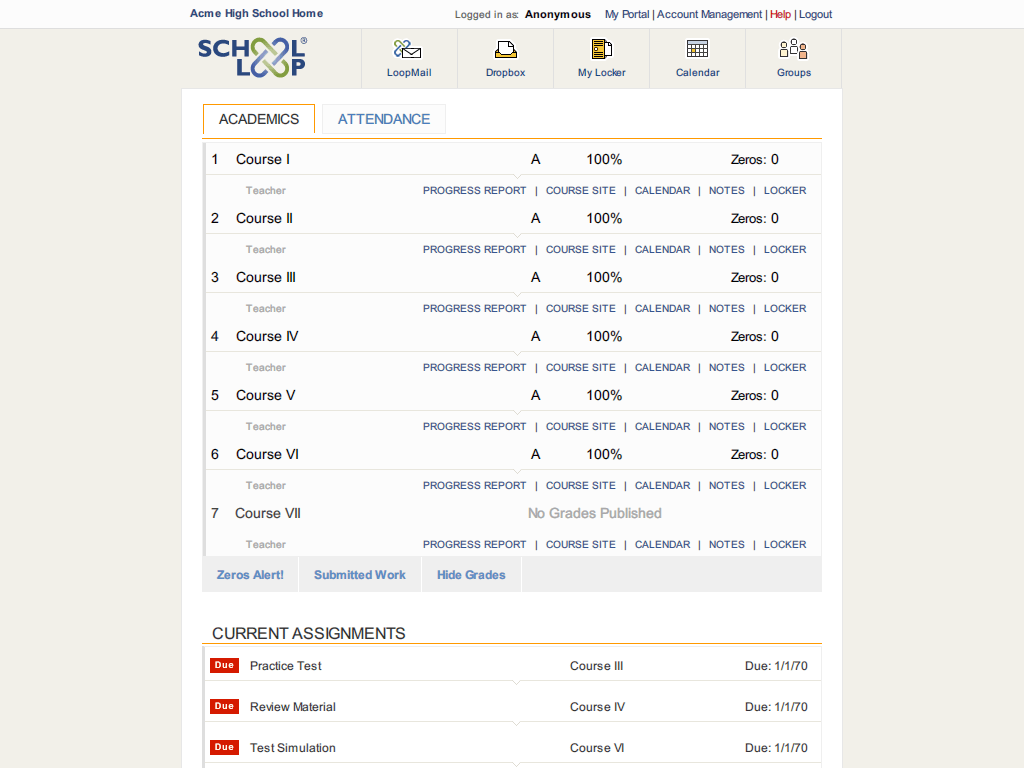 Acme High School Home
Logged in as: Anonymous My Portal | Account Management | Help | Logout
SCHOOL LOOP®
LoopMail Dropbox My Locker Calendar Groups
ACADEMICS ATTENDANCE
1 Course I A 100% Zeros: 0
Teacher PROGRESS REPORT | COURSE SITE | CALENDAR | NOTES | LOCKER
2 Course II A 100% Zeros: 0
Teacher PROGRESS REPORT | COURSE SITE | CALENDAR | NOTES | LOCKER
3 Course III A 100% Zeros: 0
Teacher PROGRESS REPORT | COURSE SITE | CALENDAR | NOTES | LOCKER
4 Course IV A 100% Zeros: 0
Teacher PROGRESS REPORT | COURSE SITE | CALENDAR | NOTES | LOCKER
5 Course V A 100% Zeros: 0
Teacher PROGRESS REPORT | COURSE SITE | CALENDAR | NOTES | LOCKER
6 Course VI A 100% Zeros: 0
Teacher PROGRESS REPORT | COURSE SITE | CALENDAR | NOTES | LOCKER
7 Course VII No Grades Published
Teacher PROGRESS REPORT | COURSE SITE | CALENDAR | NOTES | LOCKER
Zeros Alert! Submitted Work Hide Grades
CURRENT ASSIGNMENTS
Due Practice Test Course III Due: 1/1/70
Due Review Material Course IV Due: 1/1/70
Due Test Simulation Course VI Due: 1/1/70